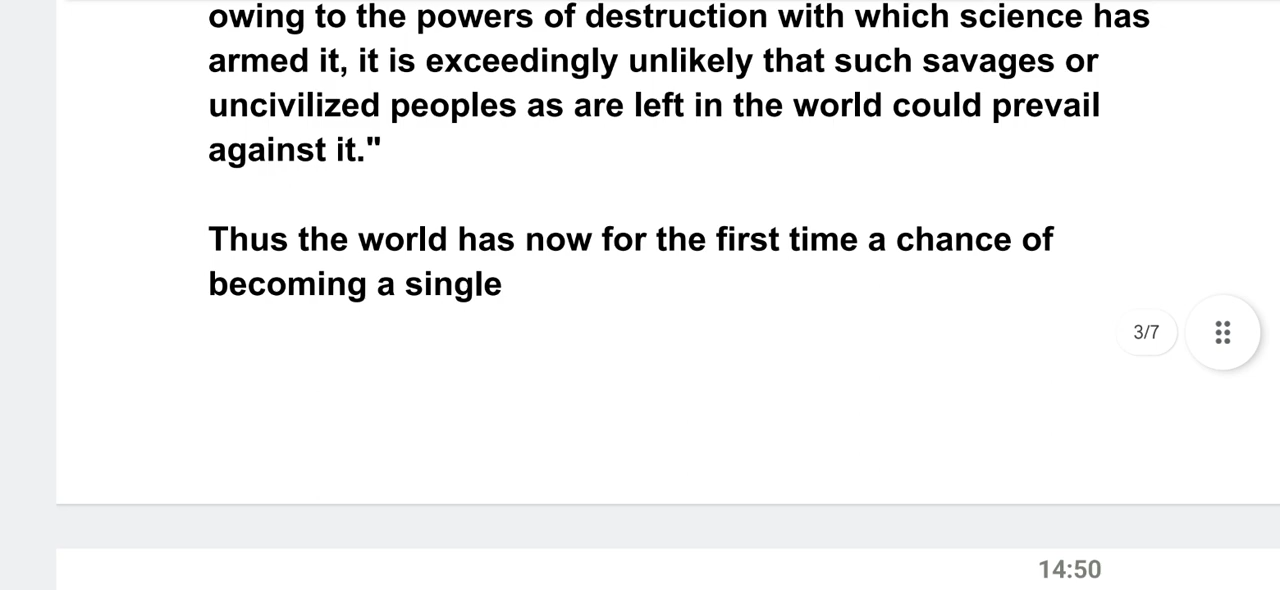 owing to the powers of destruction with which science has
armed it, it is exceedingly unlikely that such savages or
uncivilized peoples as are left in the world could prevail
against it."
Thus the world has now for the first time a chance of
becoming a single
3/7
14:50